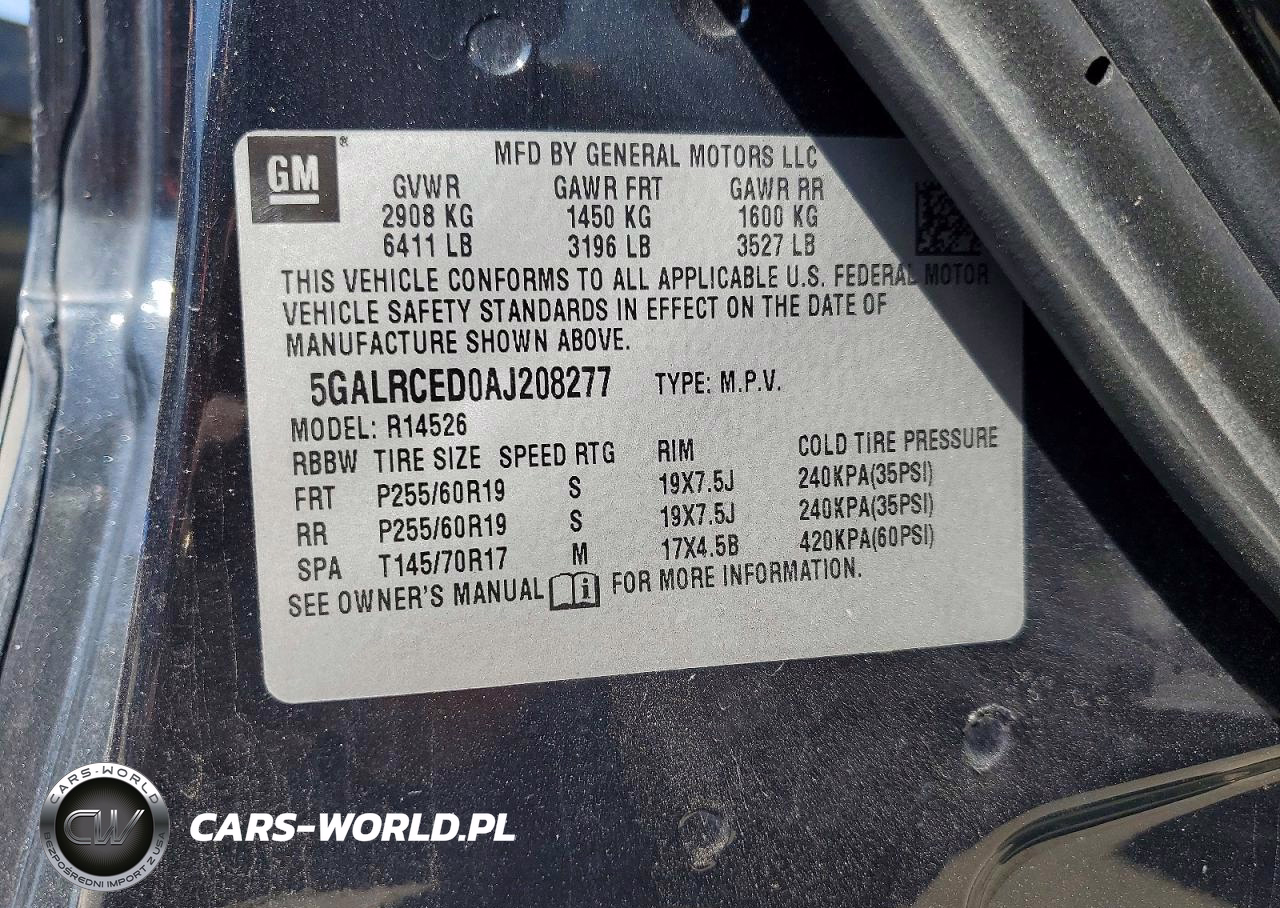 GM ®
MFD BY GENERAL MOTORS LLC
GVWR GAWR FRT GAWR RR
2908 KG 1450 KG 1600 KG
6411 LB 3196 LB 3527 LB
THIS VEHICLE CONFORMS TO ALL APPLICABLE U.S. FEDERAL MOTOR
VEHICLE SAFETY STANDARDS IN EFFECT ON THE DATE OF
MANUFACTURE SHOWN ABOVE.
5GALRCED0AJ208277 TYPE: M.P.V.
MODEL: R14526
RBBW TIRE SIZE SPEED RTG RIM COLD TIRE PRESSURE
FRT P255/60R19 S 19X7.5J 240KPA(35PSI)
RR P255/60R19 S 19X7.5J 240KPA(35PSI)
SPA T145/70R17 M 17X4.5B 420KPA(60PSI)
SEE OWNER'S MANUAL FOR MORE INFORMATION.
CARS-WORLD
CW
BEZPOŚREDNI IMPORT Z USA
CARS-WORLD.PL